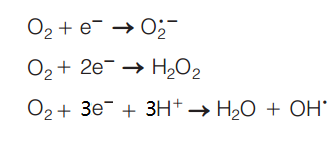 O₂ + e⁻ → O₂•⁻
O₂ + 2e⁻ → H₂O₂
O₂ + 3e⁻ + 3H⁺ → H₂O + OH•